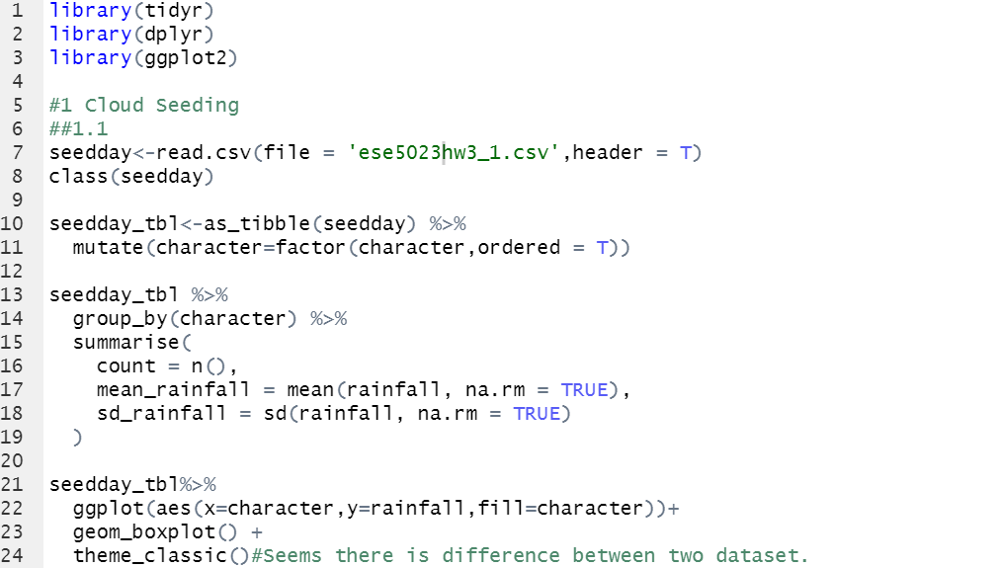 1 library(tidyr)
2 library(dplyr)
3 library(ggplot2)
4
5 #1 Cloud Seeding
6 ##1.1
7 seedday<-read.csv(file = 'ese5023hw3_1.csv',header = T)
8 class(seedday)
9
10 seedday_tbl<-as_tibble(seedday) %>%
11   mutate(character=factor(character,ordered = T))
12
13 seedday_tbl %>%
14   group_by(character) %>%
15   summarise(
16     count = n(),
17     mean_rainfall = mean(rainfall, na.rm = TRUE),
18     sd_rainfall = sd(rainfall, na.rm = TRUE)
19   )
20
21 seedday_tbl%>%
22   ggplot(aes(x=character,y=rainfall,fill=character))+
23   geom_boxplot() +
24   theme_classic()#Seems there is difference between two dataset.